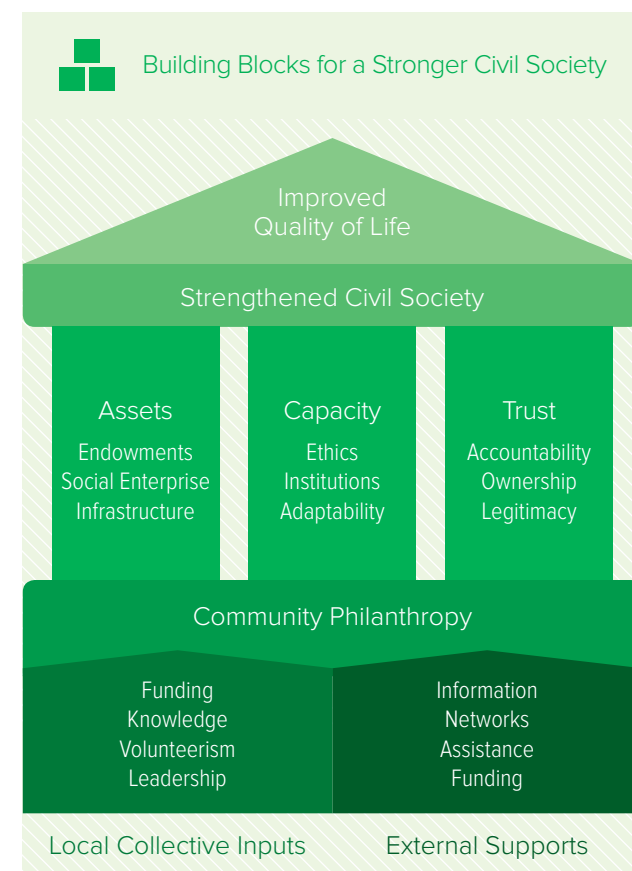 Building Blocks for a Stronger Civil Society
Improved
Quality of Life
Strengthened Civil Society
Assets
Endowments
Social Enterprise
Infrastructure
Capacity
Ethics
Institutions
Adaptability
Trust
Accountability
Ownership
Legitimacy
Community Philanthropy
Funding
Knowledge
Volunteerism
Leadership
Information
Networks
Assistance
Funding
Local Collective Inputs
External Supports